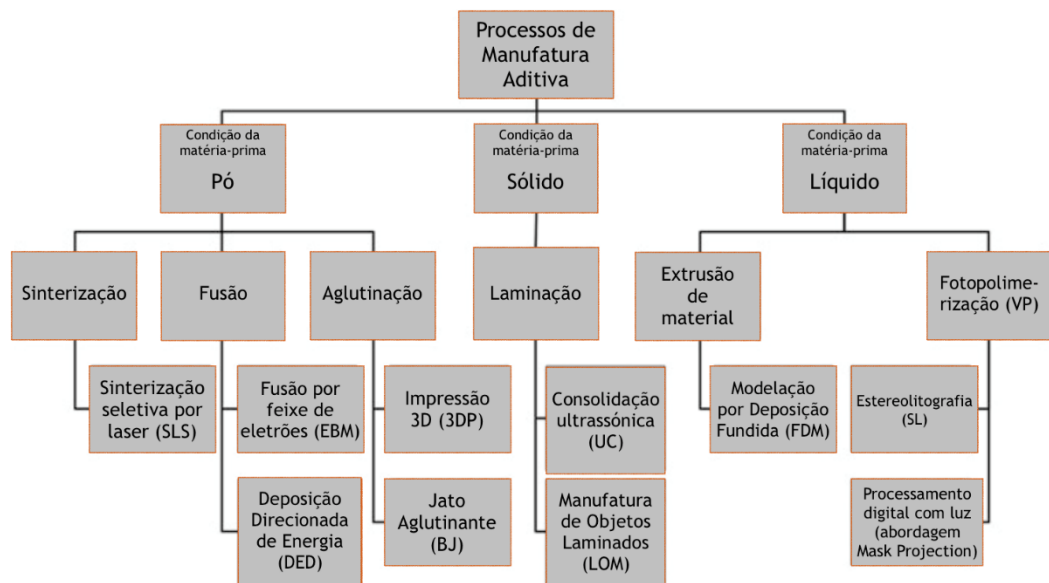 Processos de
Manufatura
Aditiva
Condição da
matéria-prima
Pó
Condição da
matéria-prima
Sólido
Condição da
matéria-prima
Líquido
Sinterização
Fusão
Aglutinação
Laminação
Extrusão
de
material
Fotopolime-
rização (VP)
Sinterização
seletiva por
laser (SLS)
Fusão por
feixe de
eletrões (EBM)
Impressão
3D (3DP)
Consolidação
ultrassónica
(UC)
Modelação
por Deposição
Fundida (FDM)
Estereolitografia
(SL)
Deposição
Direcionada
de Energia
(DED)
Jato
Aglutinante
(BJ)
Manufatura
de Objetos
Laminados
(LOM)
Processamento
digital com luz
(abordagem
Mask Projection)